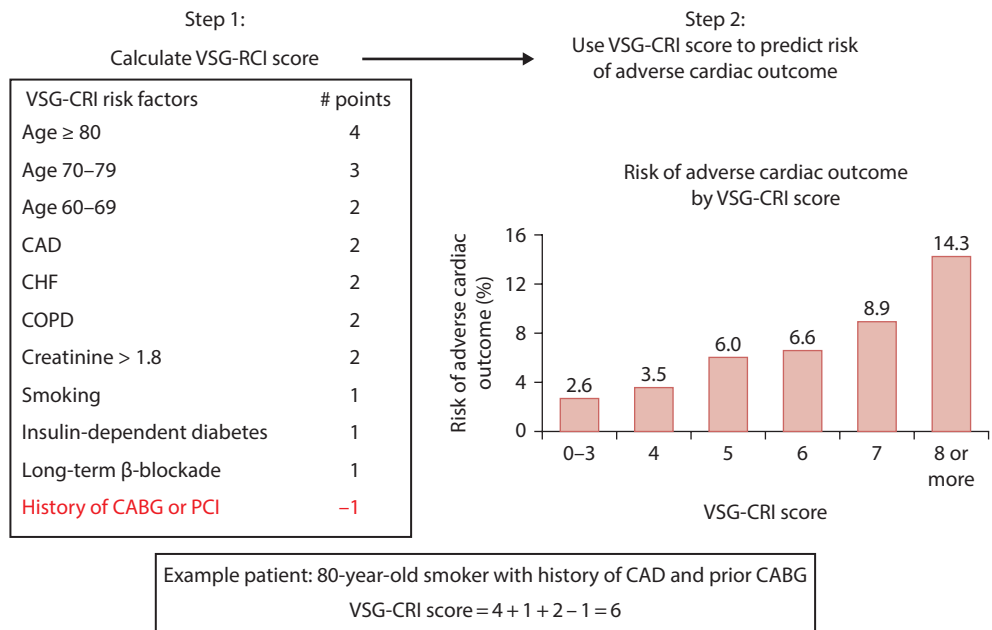 Step 1:
Calculate VSG-RCI score
Step 2:
Use VSG-CRI score to predict risk
of adverse cardiac outcome
VSG-CRI risk factors # points
Age ≥ 80 4
Age 70–79 3
Age 60–69 2
CAD 2
CHF 2
COPD 2
Creatinine > 1.8 2
Smoking 1
Insulin-dependent diabetes 1
Long-term β-blockade 1
History of CABG or PCI –1
Risk of adverse cardiac outcome
by VSG-CRI score
Risk of adverse cardiac
outcome (%)
16
12
8
4
0
2.6
3.5
6.0
6.6
8.9
14.3
0–3
4
5
6
7
8 or
more
VSG-CRI score
Example patient: 80-year-old smoker with history of CAD and prior CABG
VSG-CRI score = 4 + 1 + 2 – 1 = 6